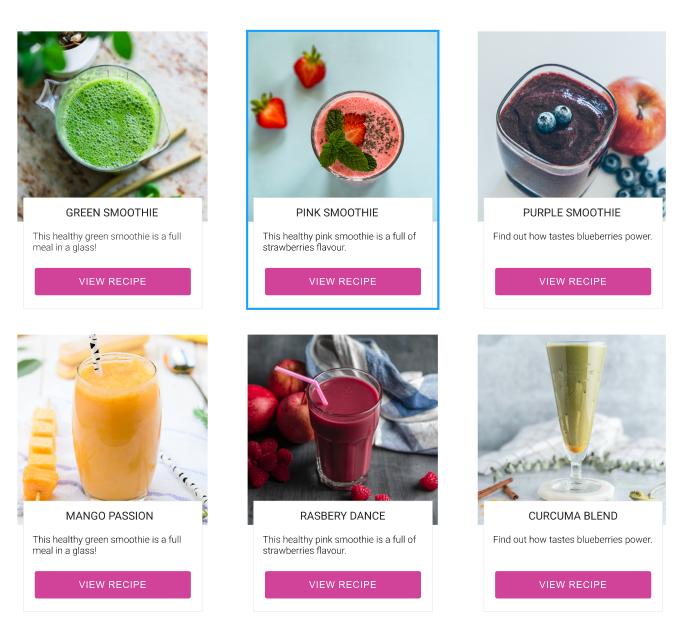 GREEN SMOOTHIE
This healthy green smoothie is a full
meal in a glass!
VIEW RECIPE
PINK SMOOTHIE
This healthy pink smoothie is a full of
strawberries flavour.
VIEW RECIPE
PURPLE SMOOTHIE
Find out how tastes blueberries power.
VIEW RECIPE
MANGO PASSION
This healthy green smoothie is a full
meal in a glass!
VIEW RECIPE
RASBERY DANCE
This healthy pink smoothie is a full of
strawberries flavour.
VIEW RECIPE
CURCUMA BLEND
Find out how tastes blueberries power.
VIEW RECIPE